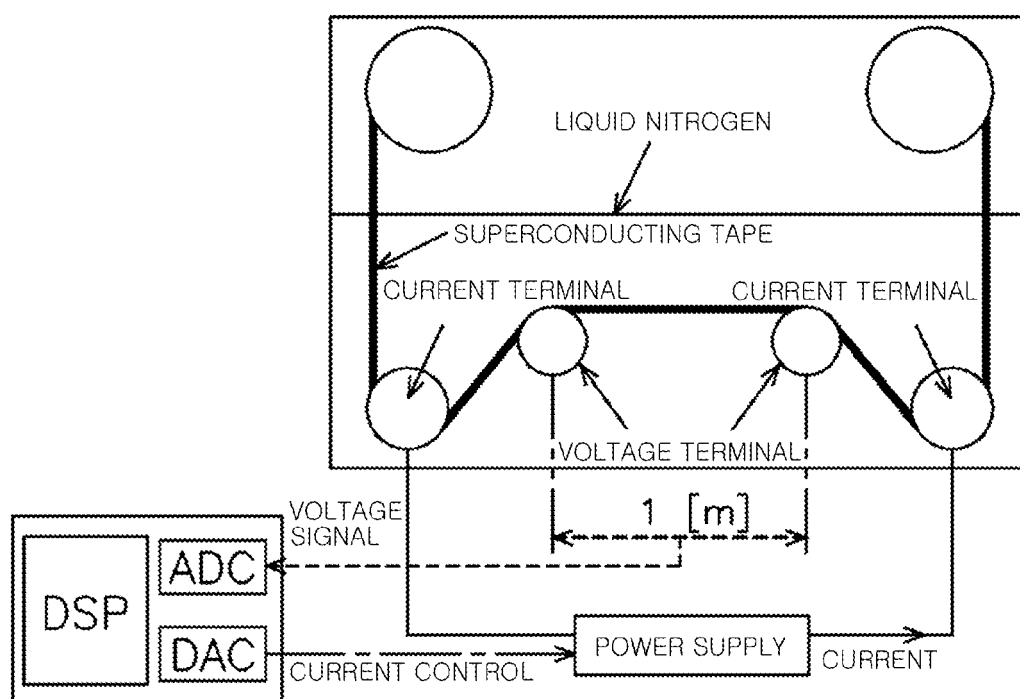 LIQUID NITROGEN
SUPERCONDUCTING TAPE
CURRENT TERMINAL
CURRENT TERMINAL
VOLTAGE TERMINAL
VOLTAGE
SIGNAL
1 [m]
DSP
ADC
DAC
CURRENT CONTROL
POWER SUPPLY
CURRENT